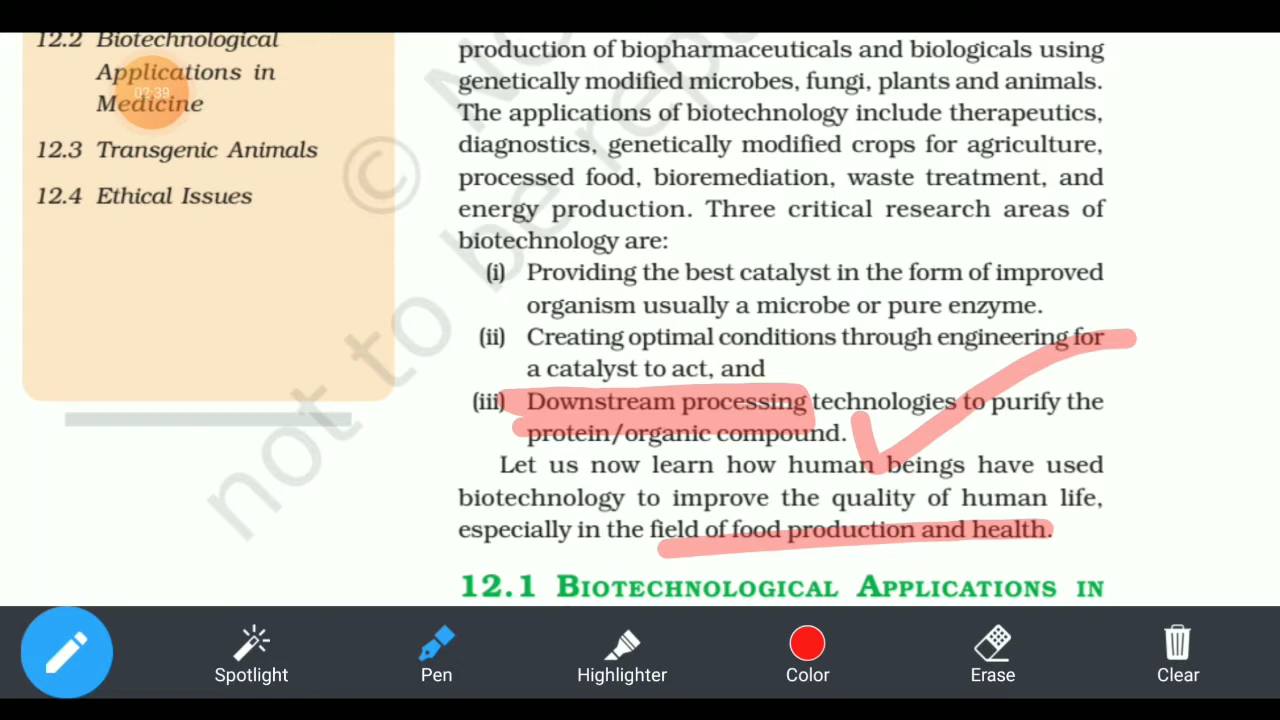 12.2 Biotechnological
Applications in
Medicine
02:39
12.3 Transgenic Animals
12.4 Ethical Issues
production of biopharmaceuticals and biologicals using
genetically modified microbes, fungi, plants and animals.
The applications of biotechnology include therapeutics,
diagnostics, genetically modified crops for agriculture,
processed food, bioremediation, waste treatment, and
energy production. Three critical research areas of
biotechnology are:
(i) Providing the best catalyst in the form of improved
organism usually a microbe or pure enzyme.
(ii) Creating optimal conditions through engineering for
a catalyst to act, and
(iii) Downstream processing technologies to purify the
protein/organic compound.
Let us now learn how human beings have used
biotechnology to improve the quality of human life,
especially in the field of food production and health.
12.1 BIOTECHNOLOGICAL APPLICATIONS IN
© N
not to be rep
Spotlight
Pen
Highlighter
Color
Erase
Clear